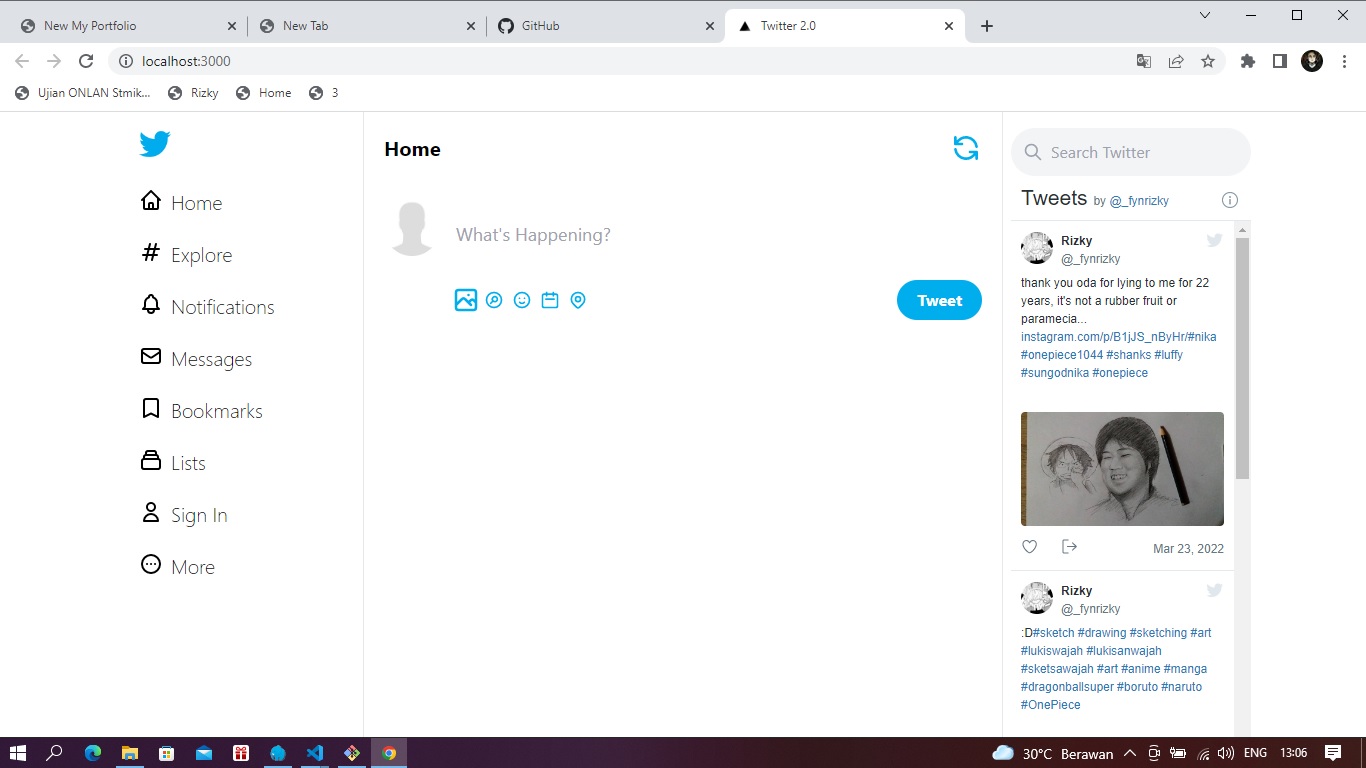 New My Portfolio
New Tab
GitHub
Twitter 2.0
localhost:3000
Ujian ONLAN Stmik...
Rizky
Home
3
Home
Explore
Notifications
Messages
Bookmarks
Lists
Sign In
More
Home
What's Happening?
Tweet
Search Twitter
Tweets by @_fynrizky
Rizky
@_fynrizky
thank you oda for lying to me for 22
years, it's not a rubber fruit or
paramecia...
instagram.com/p/B1jJS_nByHr/#nika
#onepiece1044 #shanks #luffy
#sungodnika #onepiece
Mar 23, 2022
Rizky
@_fynrizky
:D#sketch #drawing #sketching #art
#lukiswajah #lukisanwajah
#sketsawajah #art #anime #manga
#dragonballsuper #boruto #naruto
#OnePiece
30°C Berawan
ENG
13:06